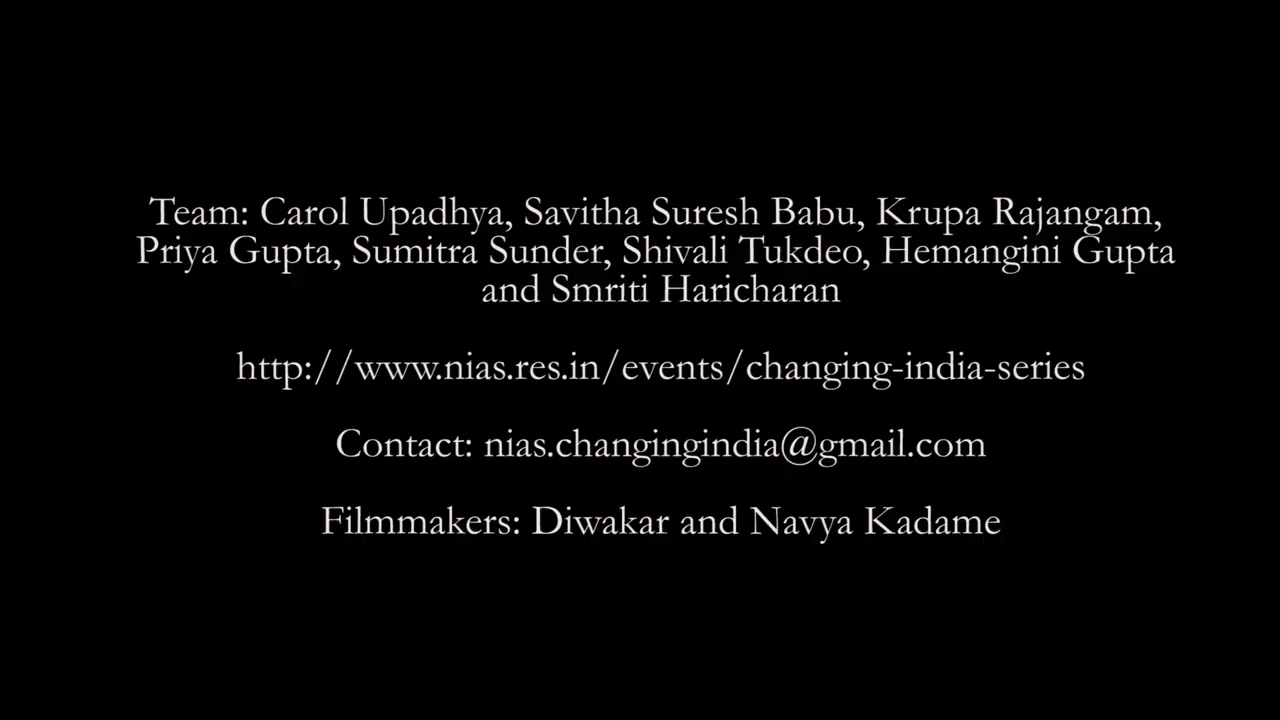 Team: Carol Upadhya, Savitha Suresh Babu, Krupa Rajangam,
Priya Gupta, Sumitra Sunder, Shivali Tukdeo, Hemangini Gupta
and Smriti Haricharan
http://www.nias.res.in/events/changing-india-series
Contact: nias.changingindia@gmail.com
Filmmakers: Diwakar and Navya Kadame